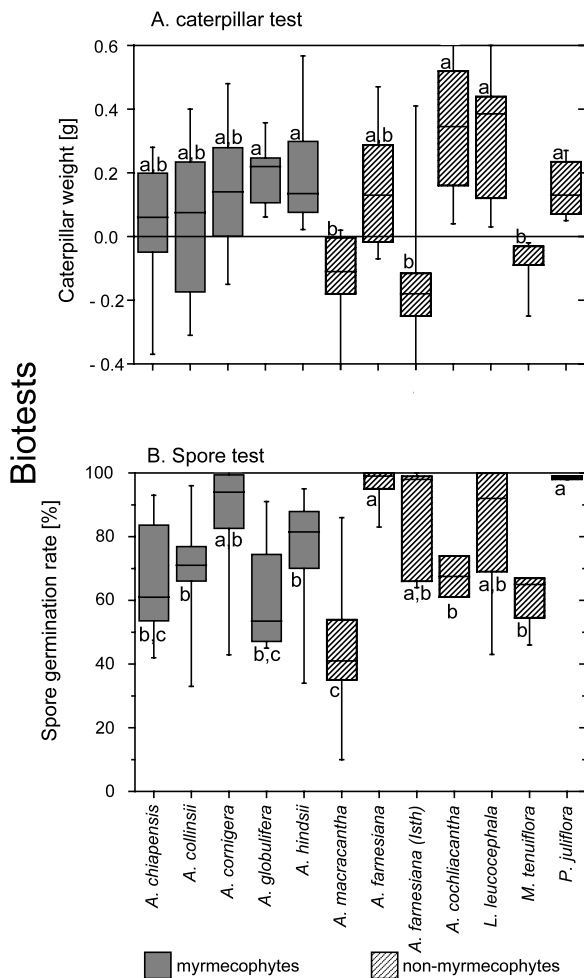 A. caterpillar test
Caterpillar weight [g]
0.6
0.4
0.2
0.0
- 0.2
- 0.4
a,b
a,b
a,b
a
a
b
a,b
b
a
a
b
a
Biotests
B. Spore test
Spore germination rate [%]
100
80
60
40
20
0
b,c
b
a,b
b,c
b
c
a
a,b
b
a,b
b
a
A. chiapensis
A. collinsii
A. cornigera
A. globulifera
A. hindsii
A. macracantha
A. farnesiana
A. farnesiana (Isth)
A. cochliacantha
L. leucocephala
M. tenuiflora
P. juliflora
myrmecophytes
non-myrmecophytes